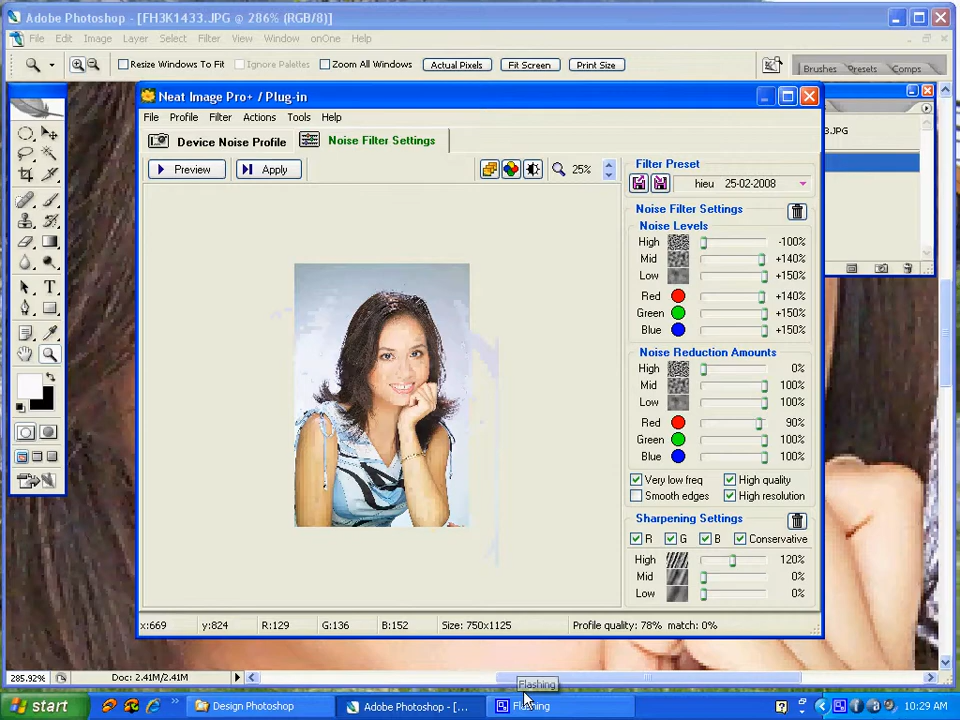 Adobe Photoshop - [FH3K1433.JPG @ 286% (RGB/8)]
File Edit Image Layer Select Filter View Window onOne Help
Resize Windows To Fit Ignore Palettes Zoom All Windows Actual Pixels Fit Screen Print Size Brushes Presets Comps
Neat Image Pro+ / Plug-in
File Profile Filter Actions Tools Help
3.JPG
Device Noise Profile Noise Filter Settings
Preview Apply 25%
Filter Preset
hieu 25-02-2008
Noise Filter Settings
Noise Levels
High -100%
Mid +140%
Low +150%
Red +140%
Green +150%
Blue +150%
Noise Reduction Amounts
High 0%
Mid 100%
Low 100%
Red 90%
Green 100%
Blue 100%
Very low freq High quality
Smooth edges High resolution
Sharpening Settings
R G B Conservative
High 120%
Mid 0%
Low 0%
x:669 y:824 R:129 G:136 B:152 Size: 750x1125 Profile quality: 78% match: 0%
285.92% Doc: 2.41M/2.41M
Flashing
start Design Photoshop Adobe Photoshop - [... Flashing 10:29 AM